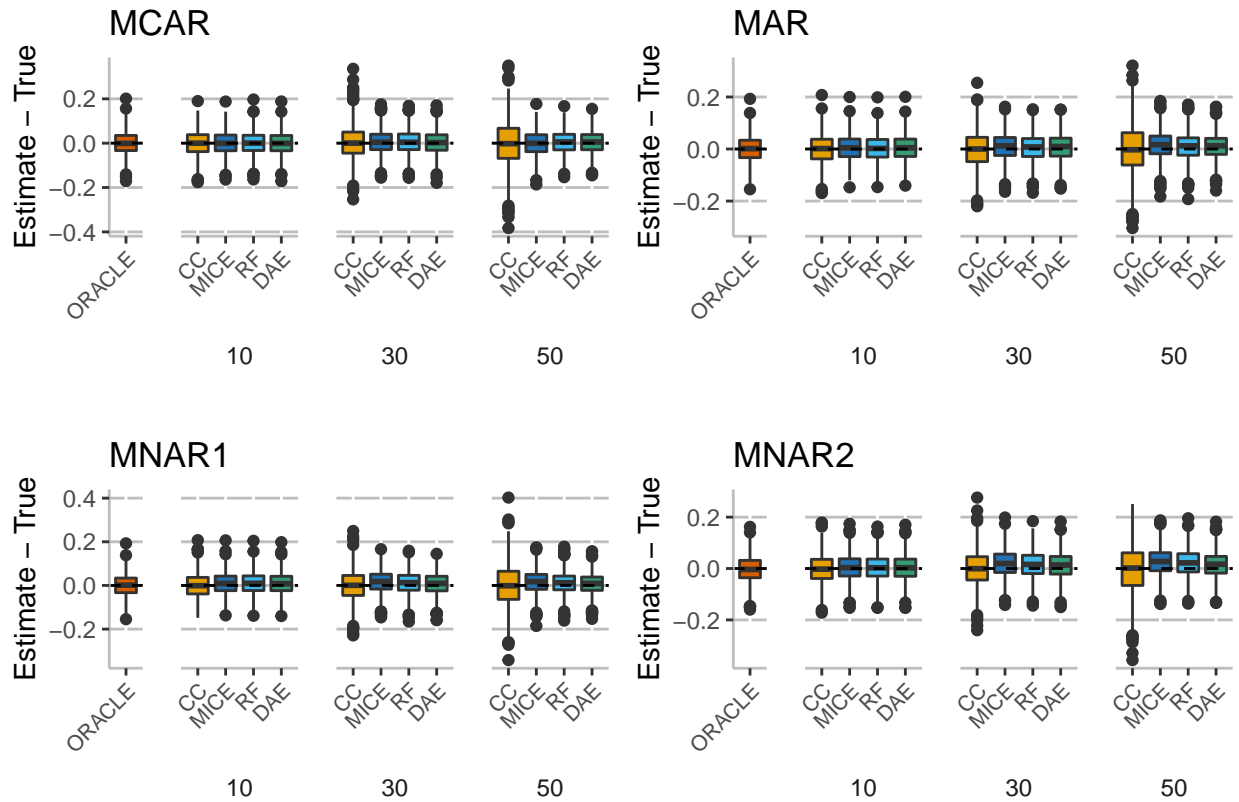 MCAR
Estimate − True
0.2
0.0
−0.2
−0.4
ORACLE
CC
MICE
RF
DAE
CC
MICE
RF
DAE
CC
MICE
RF
DAE
10
30
50
MAR
Estimate − True
0.2
0.0
−0.2
ORACLE
CC
MICE
RF
DAE
CC
MICE
RF
DAE
CC
MICE
RF
DAE
10
30
50
MNAR1
Estimate − True
0.4
0.2
0.0
−0.2
ORACLE
CC
MICE
RF
DAE
CC
MICE
RF
DAE
CC
MICE
RF
DAE
10
30
50
MNAR2
Estimate − True
0.2
0.0
−0.2
ORACLE
CC
MICE
RF
DAE
CC
MICE
RF
DAE
CC
MICE
RF
DAE
10
30
50